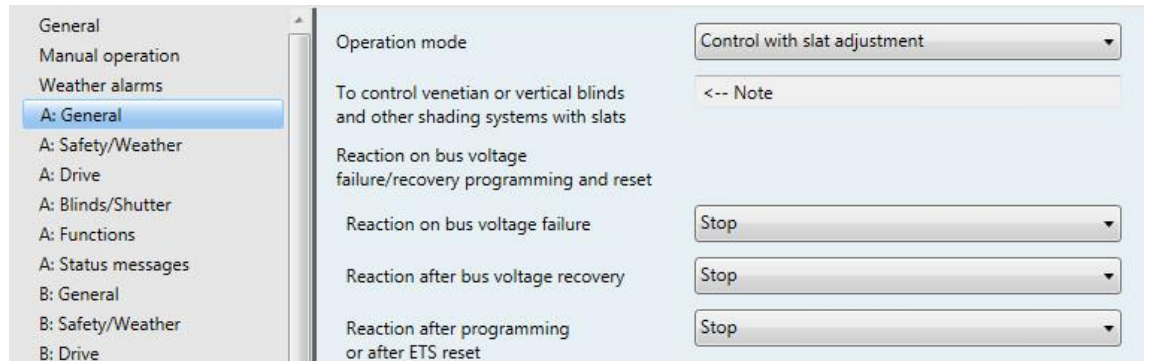 General
Manual operation
Weather alarms
A: General
A: Safety/Weather
A: Drive
A: Blinds/Shutter
A: Functions
A: Status messages
B: General
B: Safety/Weather
B: Drive
Operation mode
Control with slat adjustment
To control venetian or vertical blinds
and other shading systems with slats
<-- Note
Reaction on bus voltage
failure/recovery programming and reset
Reaction on bus voltage failure
Stop
Reaction after bus voltage recovery
Stop
Reaction after programming
or after ETS reset
Stop